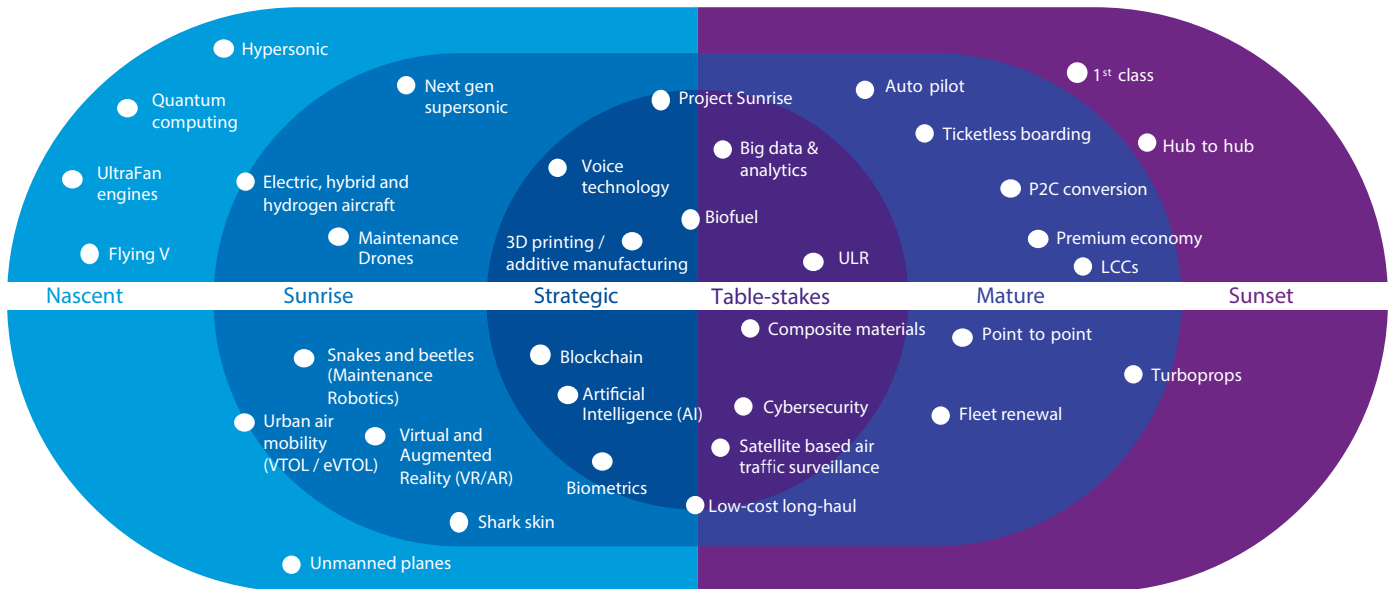 Hypersonic
Quantum
computing
UltraFan
engines
Flying V
Next gen
supersonic
Electric, hybrid and
hydrogen aircraft
Maintenance
Drones
Project Sunrise
Voice
technology
3D printing /
additive manufacturing
Biofuel
Big data &
analytics
ULR
Auto pilot
Ticketless boarding
P2C conversion
Premium economy
LCCs
1st class
Hub to hub
Nascent
Sunrise
Strategic
Table-stakes
Mature
Sunset
Snakes and beetles
(Maintenance
Robotics)
Urban air
mobility
(VTOL / eVTOL)
Virtual and
Augmented
Reality (VR/AR)
Shark skin
Unmanned planes
Blockchain
Artificial
Intelligence (AI)
Biometrics
Composite materials
Cybersecurity
Satellite based air
traffic surveillance
Low-cost long-haul
Point to point
Fleet renewal
Turboprops